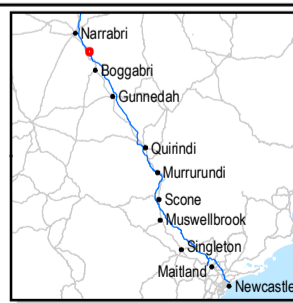 Narrabri
Boggabri
Gunnedah
Quirindi
Murrurundi
Scone
Muswellbrook
Singleton
Maitland
Newcastle